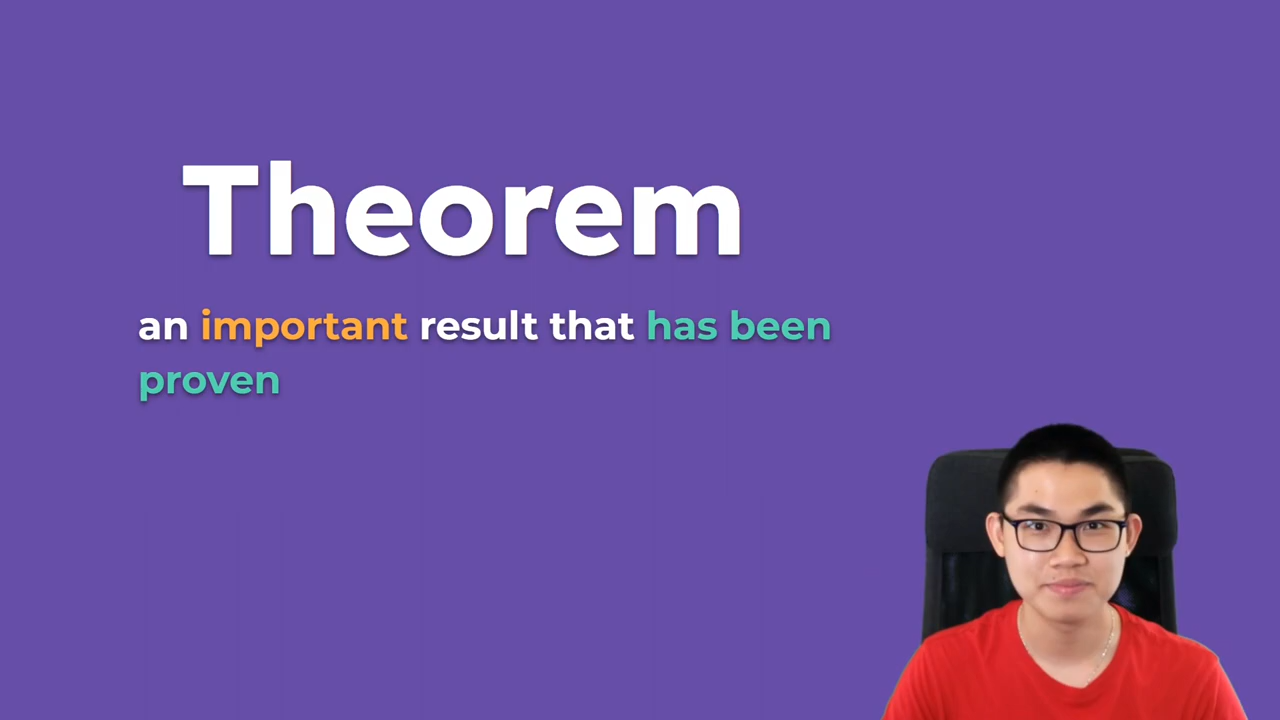 Theorem
an important result that has been
proven